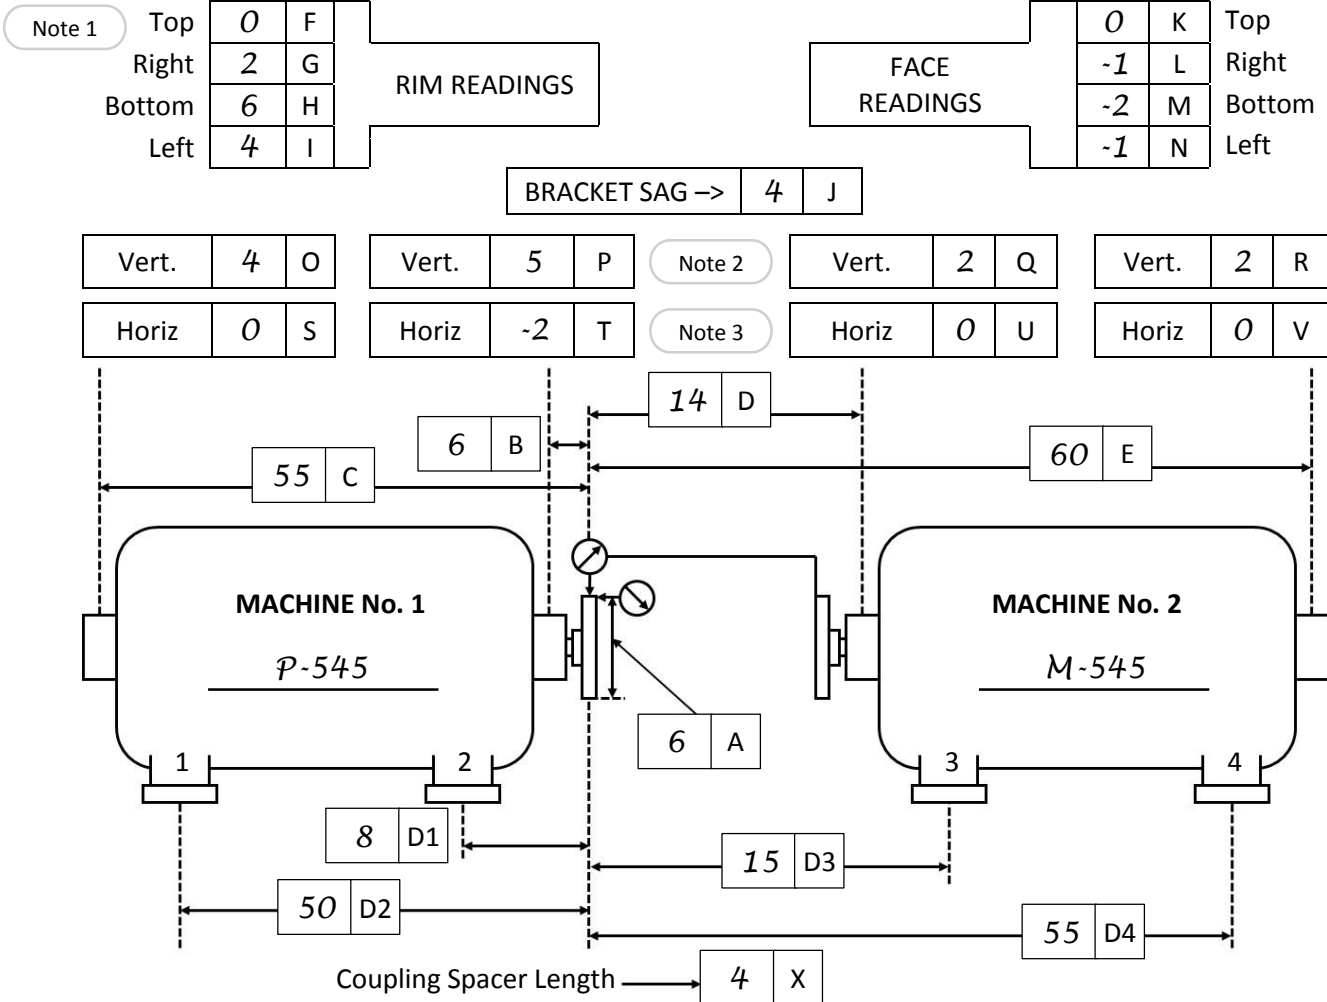 Note 1
Top 0 F
Right 2 G
Bottom 6 H
Left 4 I
RIM READINGS
FACE
READINGS
0 K Top
-1 L Right
-2 M Bottom
-1 N Left
BRACKET SAG –> 4 J
Vert. 4 O
Vert. 5 P
Note 2
Vert. 2 Q
Vert. 2 R
Horiz 0 S
Horiz -2 T
Note 3
Horiz 0 U
Horiz 0 V
14 D
6 B
60 E
55 C
MACHINE No. 1
P-545
MACHINE No. 2
M-545
6 A
1
2
3
4
8 D1
15 D3
50 D2
55 D4
Coupling Spacer Length 4 X